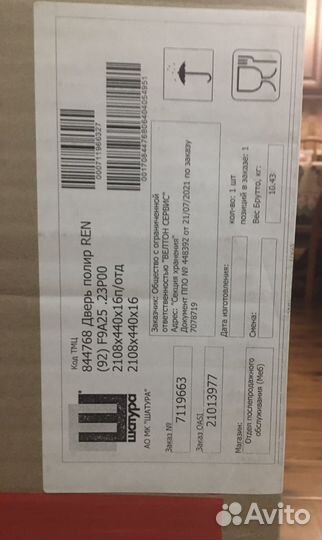 000711966327
00170844768064040549 51
Код ТМЦ
844768 Дверь полир REN
(92) F9A25 .23P00
2108x440x16п/отд
2108x440x16
Ш
шатура
АО МК "ШАТУРА"
Заказчик: Общество с ограниченной
ответственностью "ВЕЛТОН СЕРВИС"
Адрес: "Секция хранения"
Документ ППО № 448392 от 21/07/2021 по заказу
7078719
кол-во: 1 шт
позиций в заказе: 1
Вес Брутто, кг:
10.43
Дата изготовления:
Смена:
Заказ №
7119663
Заказ OASI
21013977
Магазин:
Отдел послепродажного
обслуживания (Меб)
Avito